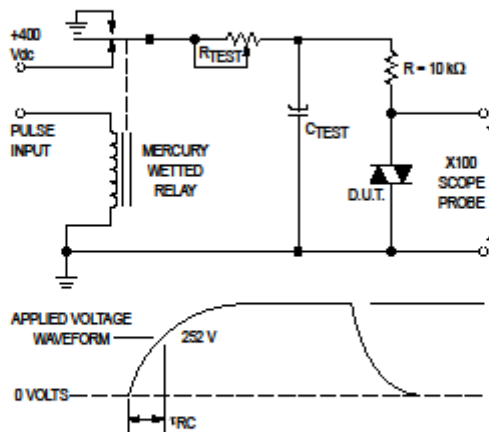 +400
Vdc
RTEST
R = 10 kΩ
CTEST
PULSE
INPUT
MERCURY
WETTED
RELAY
D.U.T.
X100
SCOPE
PROBE
APPLIED VOLTAGE
WAVEFORM
252 V
0 VOLTS
τRC